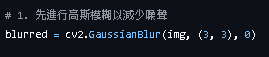 # 1. 先進行高斯模糊以減少噪聲
blurred = cv2.GaussianBlur(img, (3, 3), 0)